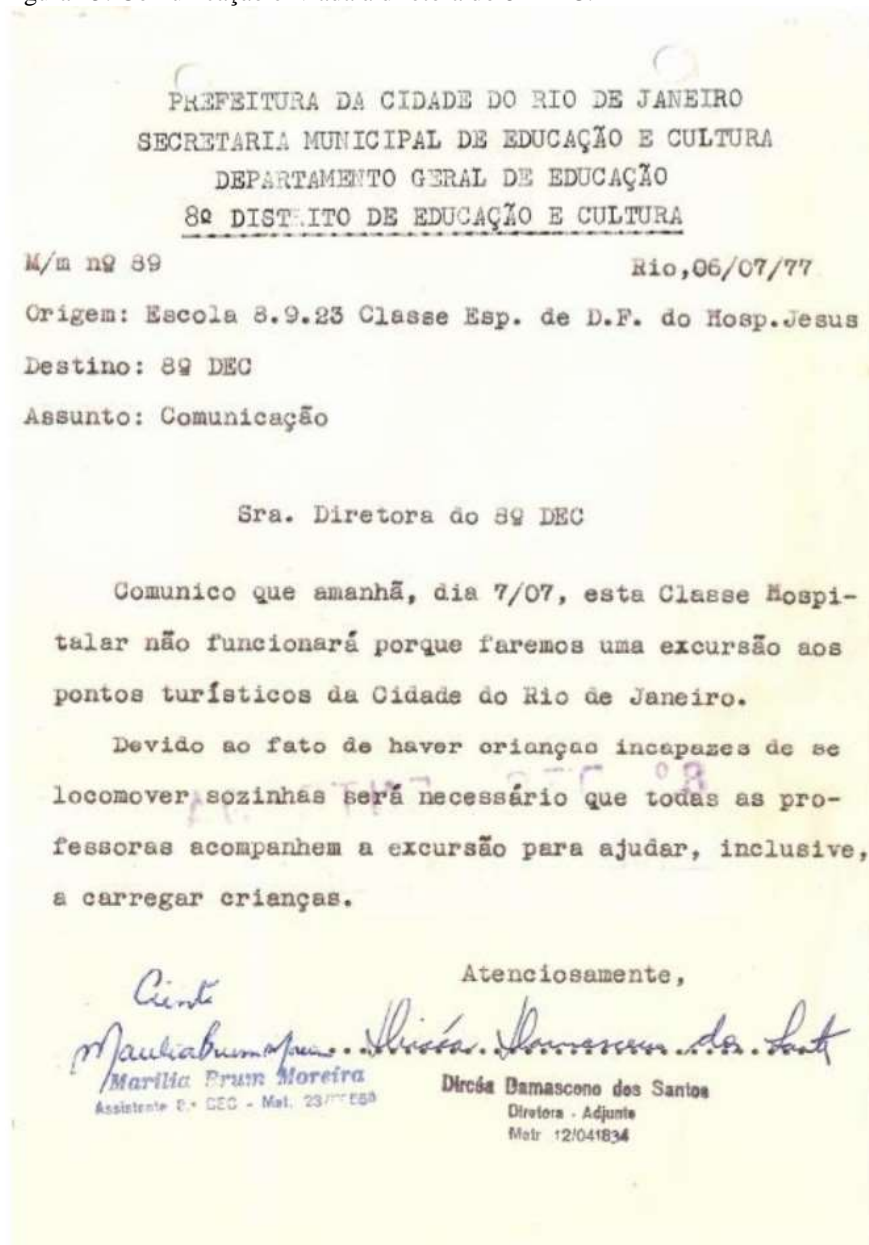 PREFEITURA DA CIDADE DO RIO DE JANEIRO
SECRETARIA MUNICIPAL DE EDUCAÇÃO E CULTURA
DEPARTAMENTO GERAL DE EDUCAÇÃO
8º DISTRITO DE EDUCAÇÃO E CULTURA
M/m nº 89 Rio,06/07/77
Origem: Escola 8.9.23 Classe Esp. de D.F. do Hosp.Jesus
Destino: 8º DEC
Assunto: Comunicação
Sra. Diretora do 8º DEC
Comunico que amanhã, dia 7/07, esta Classe Hospi-
talar não funcionará porque faremos uma excursão aos
pontos turísticos da Cidade do Rio de Janeiro.
Devido ao fato de haver crianças incapazes de se
locomover sozinhas será necessário que todas as pro-
fessoras acompanhem a excursão para ajudar, inclusive,
a carregar crianças.
Atenciosamente,
Ciente
Marilia Brum Moreira
Assistente 8.º DEC - Mat.
Dircéa Damasceno dos Santos
Diretora - Adjunte
Matr 12/041834